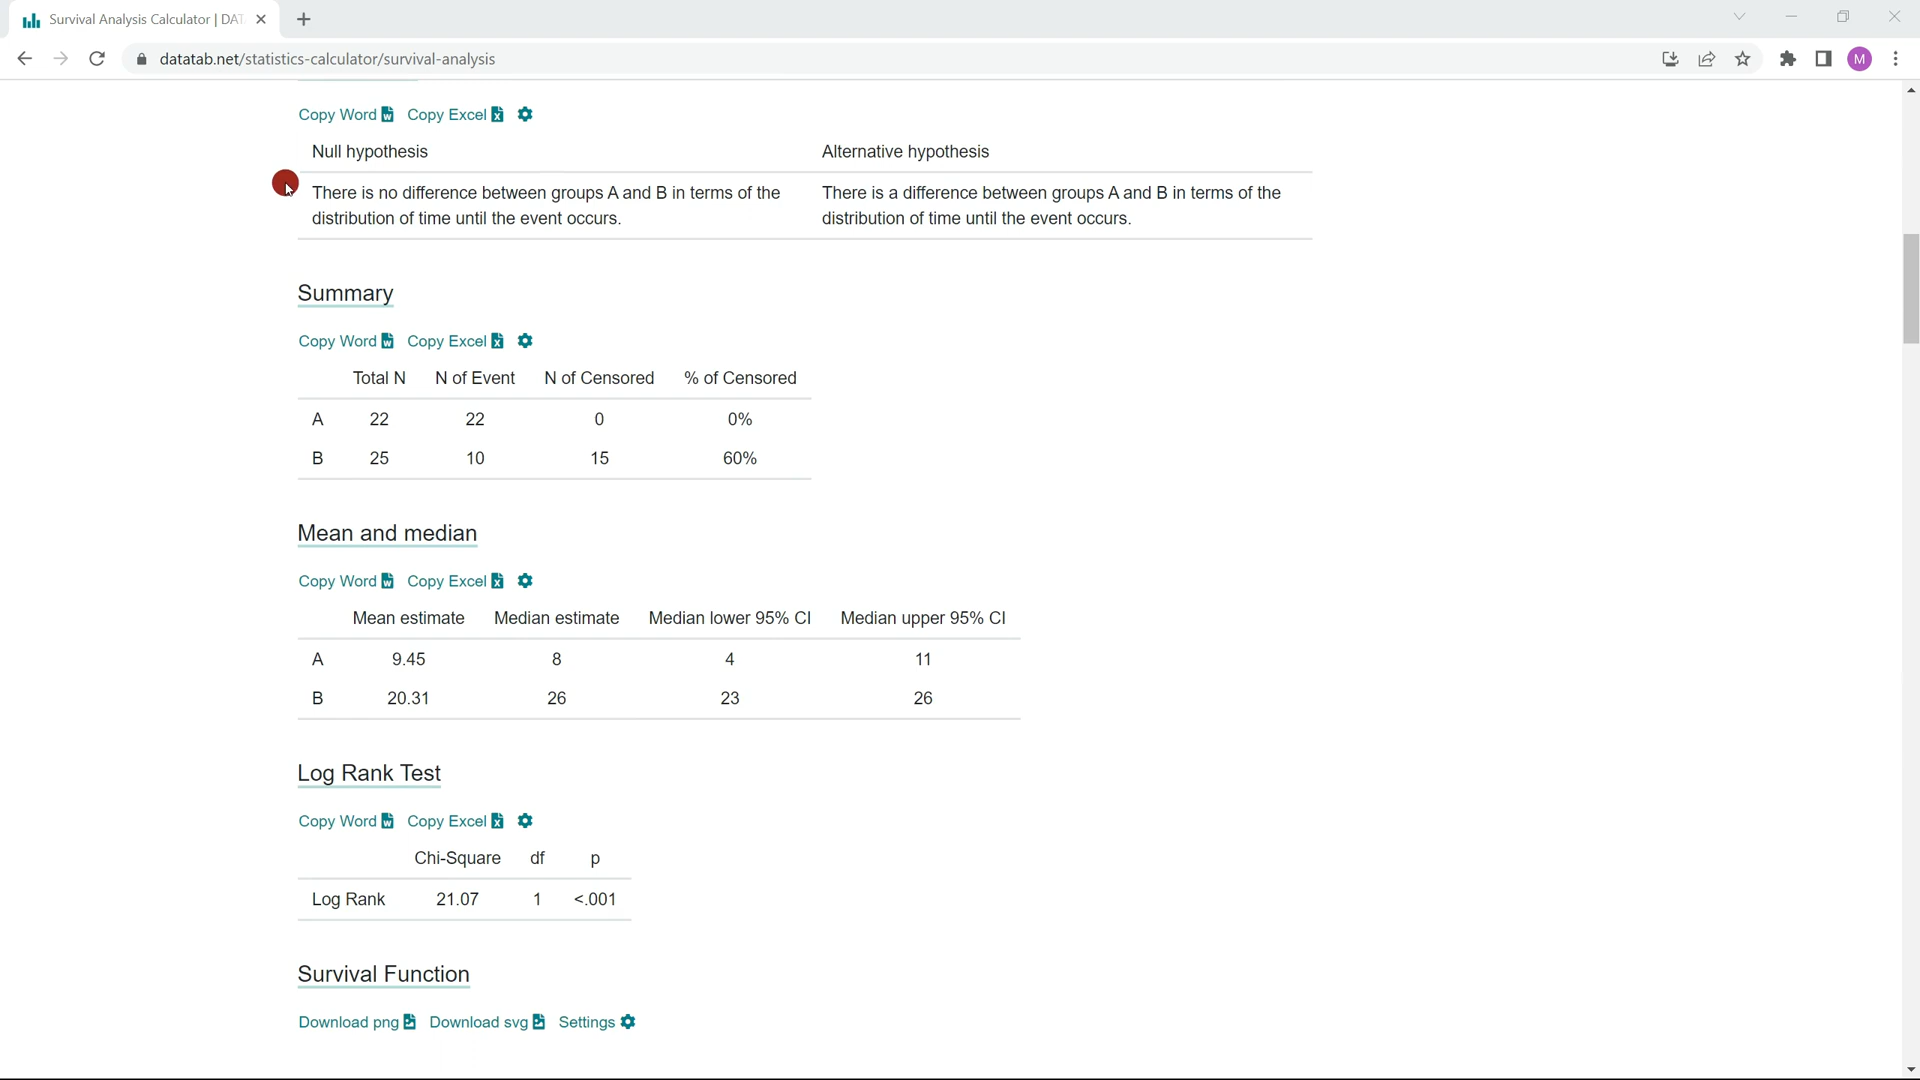 Survival Analysis Calculator | DAT
datatab.net/statistics-calculator/survival-analysis
M
Copy Word Copy Excel
Null hypothesis Alternative hypothesis
There is no difference between groups A and B in terms of the There is a difference between groups A and B in terms of the
distribution of time until the event occurs. distribution of time until the event occurs.
Summary
Copy Word Copy Excel
Total N N of Event N of Censored % of Censored
A 22 22 0 0%
B 25 10 15 60%
Mean and median
Copy Word Copy Excel
Mean estimate Median estimate Median lower 95% CI Median upper 95% CI
A 9.45 8 4 11
B 20.31 26 23 26
Log Rank Test
Copy Word Copy Excel
Chi-Square df p
Log Rank 21.07 1 <.001
Survival Function
Download png Download svg Settings